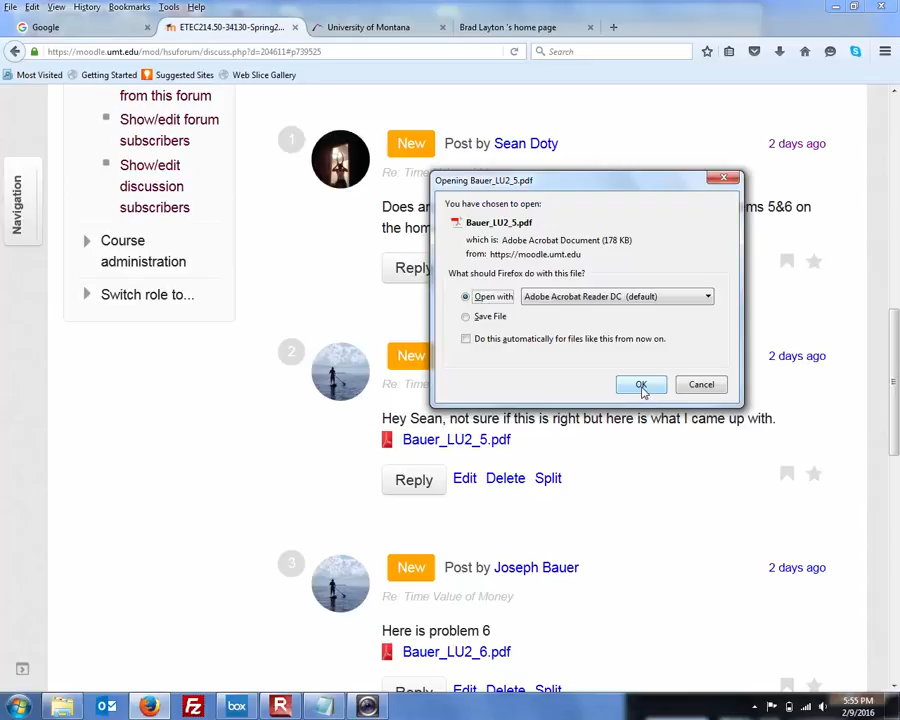 File Edit View History Bookmarks Tools Help
Google
ETEC214.50-34130-Spring2...
University of Montana
Brad Layton 's home page
https://moodle.umt.edu/mod/hsuforum/discuss.php?d=204611#p739525
Search
Most Visited Getting Started Suggested Sites Web Slice Gallery
from this forum
Show/edit forum
subscribers
Show/edit
discussion
subscribers
Course
administration
Switch role to...
Navigation
1
New Post by Sean Doty 2 days ago
Re:
Does an
ms 5&6 on
the hom
Reply
Opening Bauer_LU2_5.pdf
You have chosen to open:
Bauer_LU2_5.pdf
which is: Adobe Acrobat Document (178 KB)
from: https://moodle.umt.edu
What should Firefox do with this file?
Open with Adobe Acrobat Reader DC (default)
Save File
Do this automatically for files like this from now on.
OK Cancel
2
New 2 days ago
Re:
Hey Sean, not sure if this is right but here is what I came up with.
Bauer_LU2_5.pdf
Reply Edit Delete Split
3
New Post by Joseph Bauer 2 days ago
Re: Time Value of Money
Here is problem 6
Bauer_LU2_6.pdf
Reply Edit Delete Split
box
5:55 PM
2/9/2016